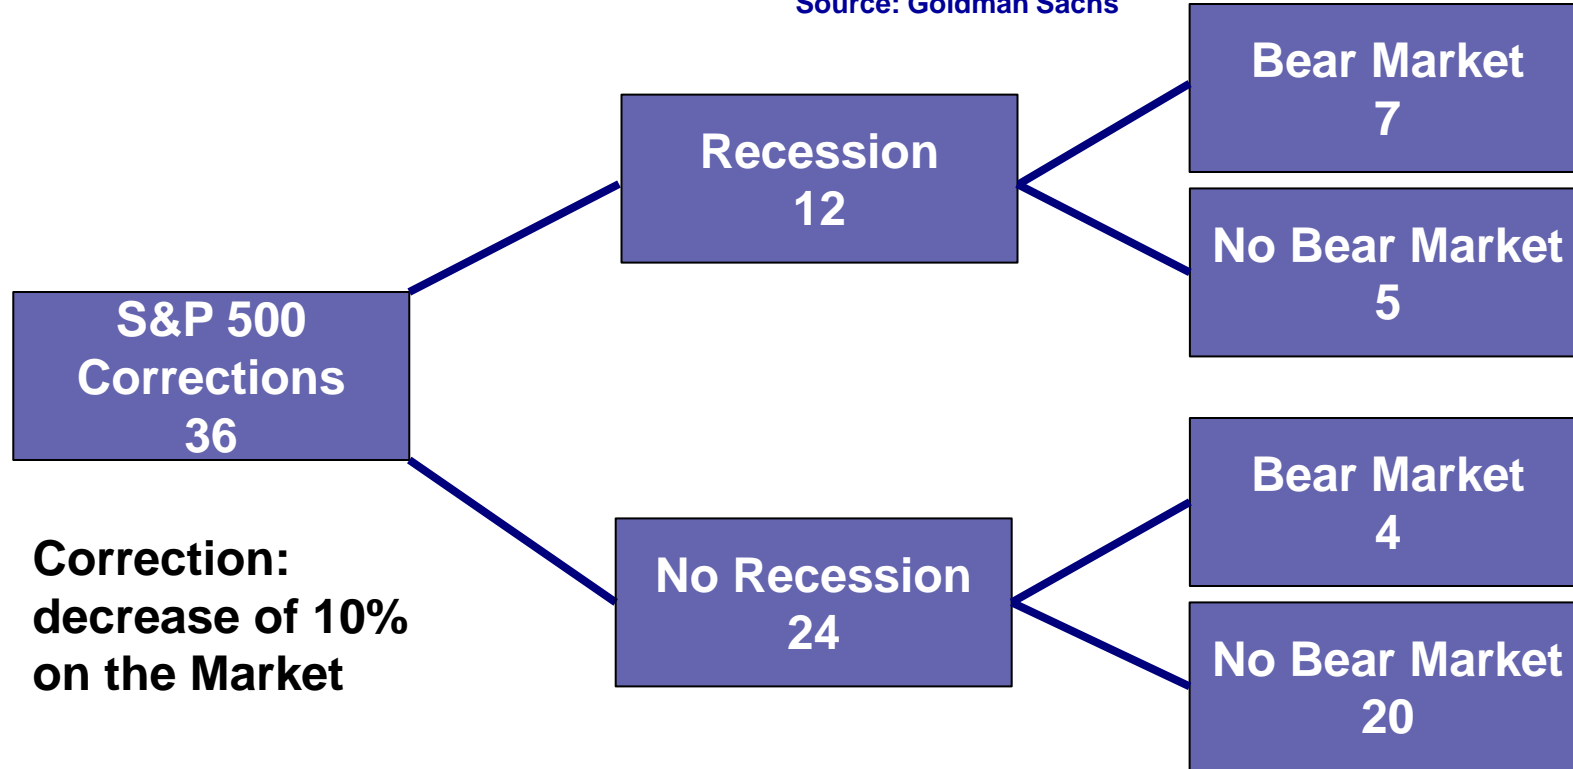 Source: Goldman Sachs
Bear Market
7
Recession
12
No Bear Market
5
S&P 500
Corrections
36
Bear Market
4
No Recession
24
No Bear Market
20
Correction:
decrease of 10%
on the Market